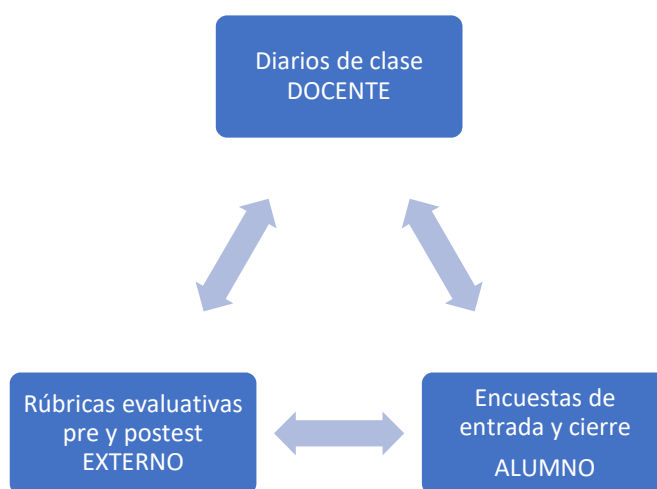 Diarios de clase
DOCENTE
Rúbricas evaluativas
pre y postest
EXTERNO
Encuestas de
entrada y cierre
ALUMNO